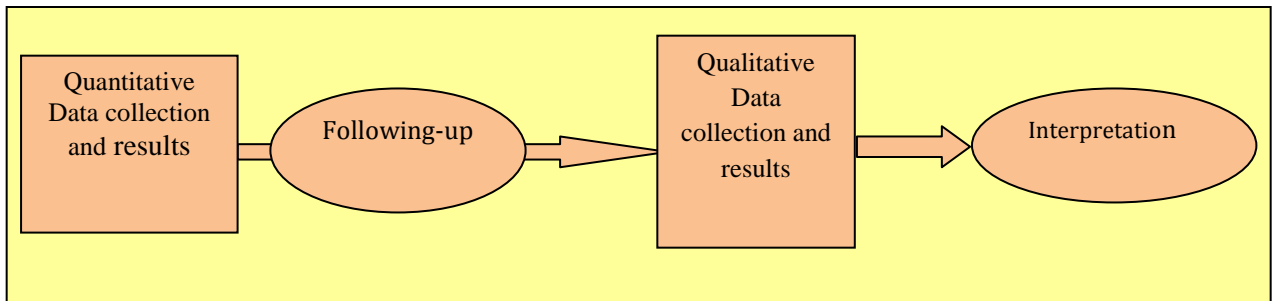 Quantitative
Data collection
and results
Following-up
Qualitative
Data
collection and
results
Interpretation